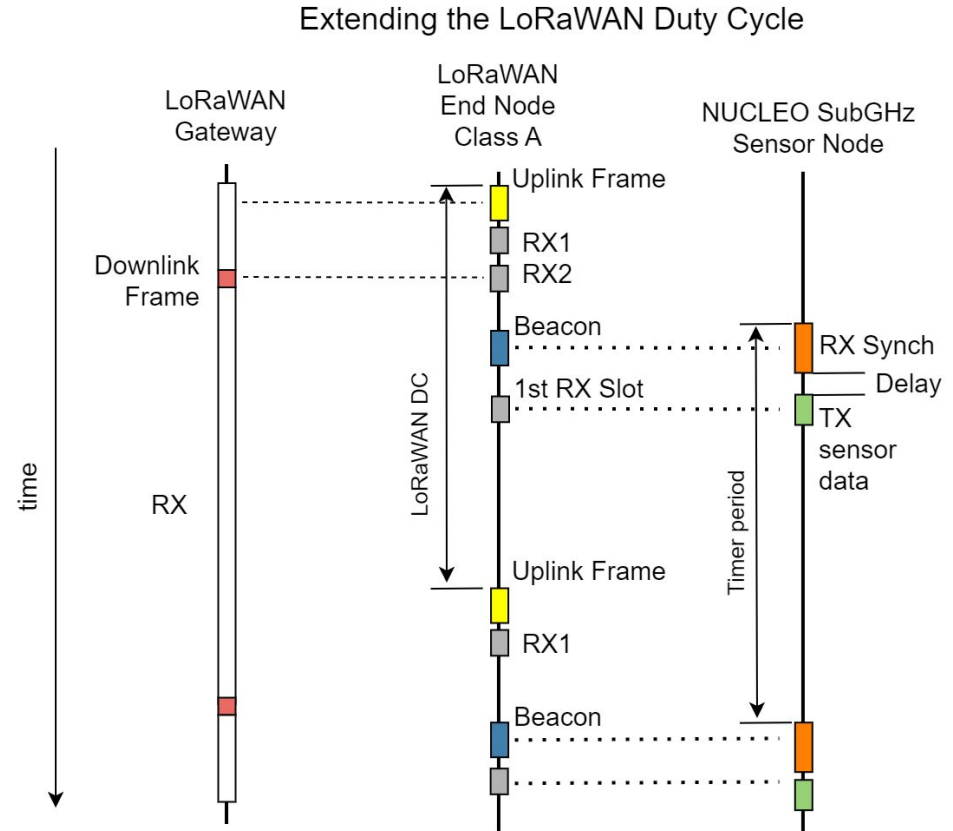 Extending the LoRaWAN Duty Cycle
LoRaWAN
Gateway
LoRaWAN
End Node
Class A
NUCLEO SubGHz
Sensor Node
Uplink Frame
RX1
Downlink
Frame
RX2
Beacon
RX Synch
Delay
1st RX Slot
TX
sensor
data
LoRaWAN DC
time
RX
Timer period
Uplink Frame
RX1
Beacon